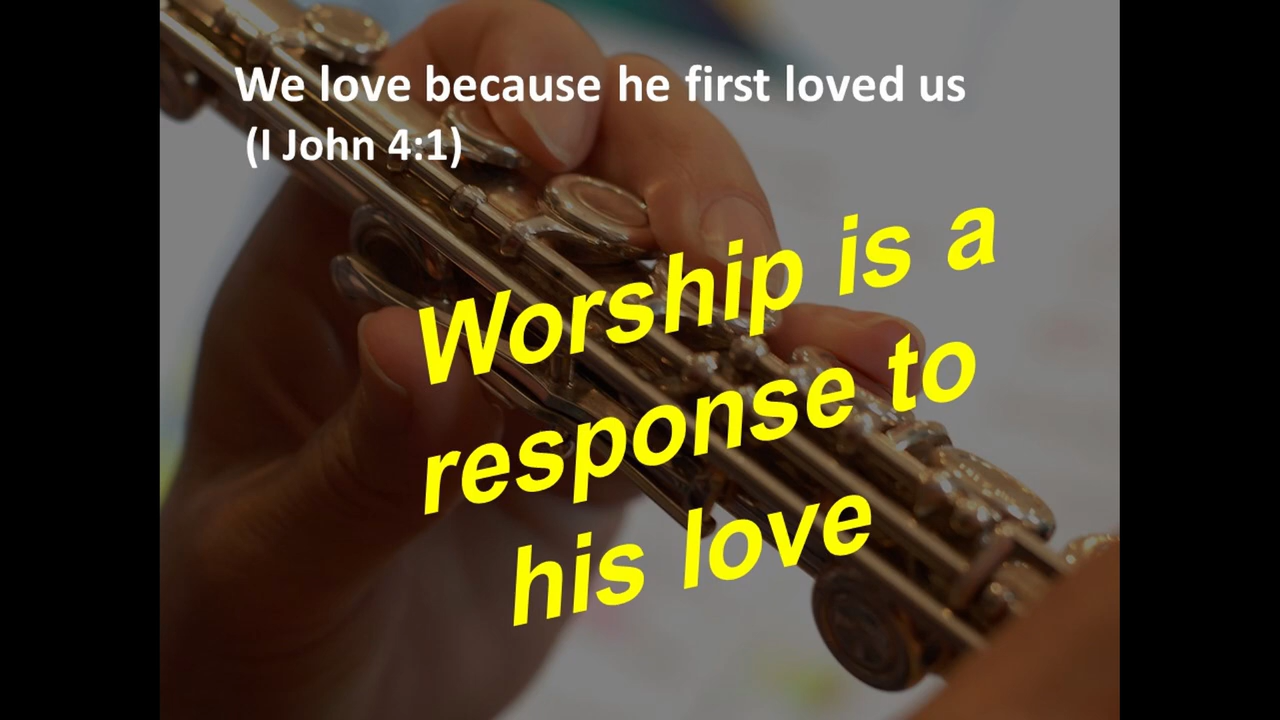 We love because he first loved us
(I John 4:1)
Worship is a
response to
his love